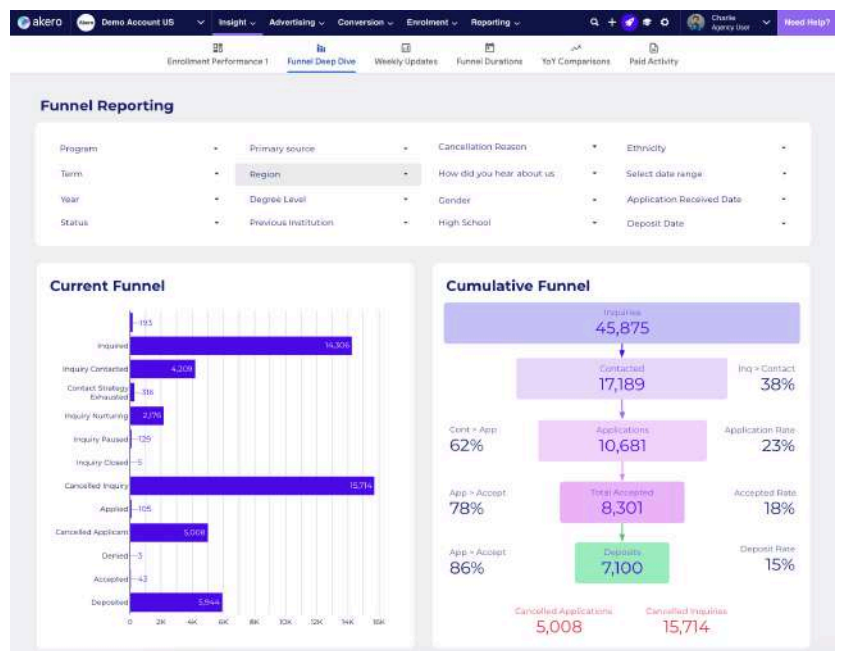 akero Akero Demo Account US Insight Advertising Conversion Enrolment Reporting Charlie Agency User Need Help?
Enrollment Performance 1 Funnel Deep Dive Weekly Updates Funnel Durations YoY Comparisons Paid Activity
Funnel Reporting
Program Primary source Cancellation Reason Ethnicity
Term Region How did you hear about us Select date range
Year Degree Level Gender Application Received Date
Status Previous Institution High School Deposit Date
Current Funnel
193
Inquired 14,306
Inquiry Contacted 4,209
Contact Strategy Exhausted 316
Inquiry Nurturing 2,176
Inquiry Paused 129
Inquiry Closed 5
Cancelled Inquiry 15,714
Applied 105
Cancelled Applicant 5,008
Denied 3
Accepted 43
Deposited 5,944
0 2K 4K 6K 8K 10K 12K 14K 16K
Cumulative Funnel
Inquiries
45,875
Contacted Inq > Contact
17,189 38%
Cont > App Applications Application Rate
62% 10,681 23%
App > Accept Total Accepted Accepted Rate
78% 8,301 18%
App > Accept Deposits Deposit Rate
86% 7,100 15%
Cancelled Applications Cancelled Inquiries
5,008 15,714